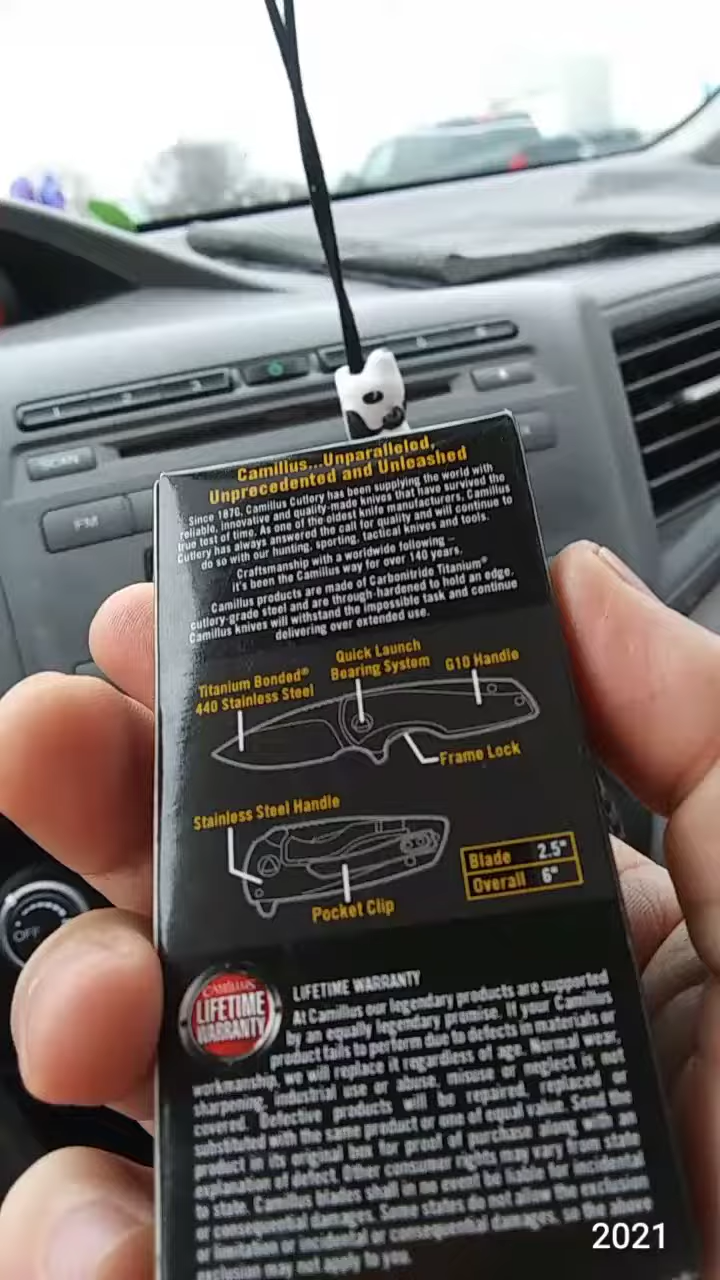 1
2
3
5
6
SCAN
FM
Camillus...Unparalleled,
Unprecedented and Unleashed
Since 1876, Camillus Cutlery has been supplying the world with
reliable, innovative and quality-made knives that have survived the
true test of time. As one of the oldest knife manufacturers, Camillus
Cutlery has always answered the call for quality and will continue to
do so with our hunting, sporting, tactical knives and tools.
Craftsmanship with a worldwide following –
it's been the Camillus way for over 140 years.
Camillus products are made of Carbonitride Titanium®
cutlery-grade steel and are through-hardened to hold an edge.
Camillus knives will withstand the impossible task and continue
delivering over extended use.
Titanium Bonded®
440 Stainless Steel
Quick Launch
Bearing System
G10 Handle
Frame Lock
Stainless Steel Handle
Pocket Clip
Blade 2.5"
Overall 6"
OFF
CAMILLUS
LIFETIME
WARRANTY
LIFETIME WARRANTY
At Camillus our legendary products are supported
by an equally legendary promise. If your Camillus
product fails to perform due to defects in materials or
workmanship, we will replace it regardless of age. Normal wear,
sharpening, industrial use or abuse, misuse or neglect is not
covered. Defective products will be repaired, replaced or
substituted with the same product or one of equal value. Send the
product in its original box for proof of purchase along with an
explanation of defect. Other consumer rights may vary from state
to state. Camillus blades shall in no event be liable for incidental
or consequential damages. Some states do not allow the exclusion
or limitation or incidental or consequential damages, so the above
exclusion may not apply to you.
2021